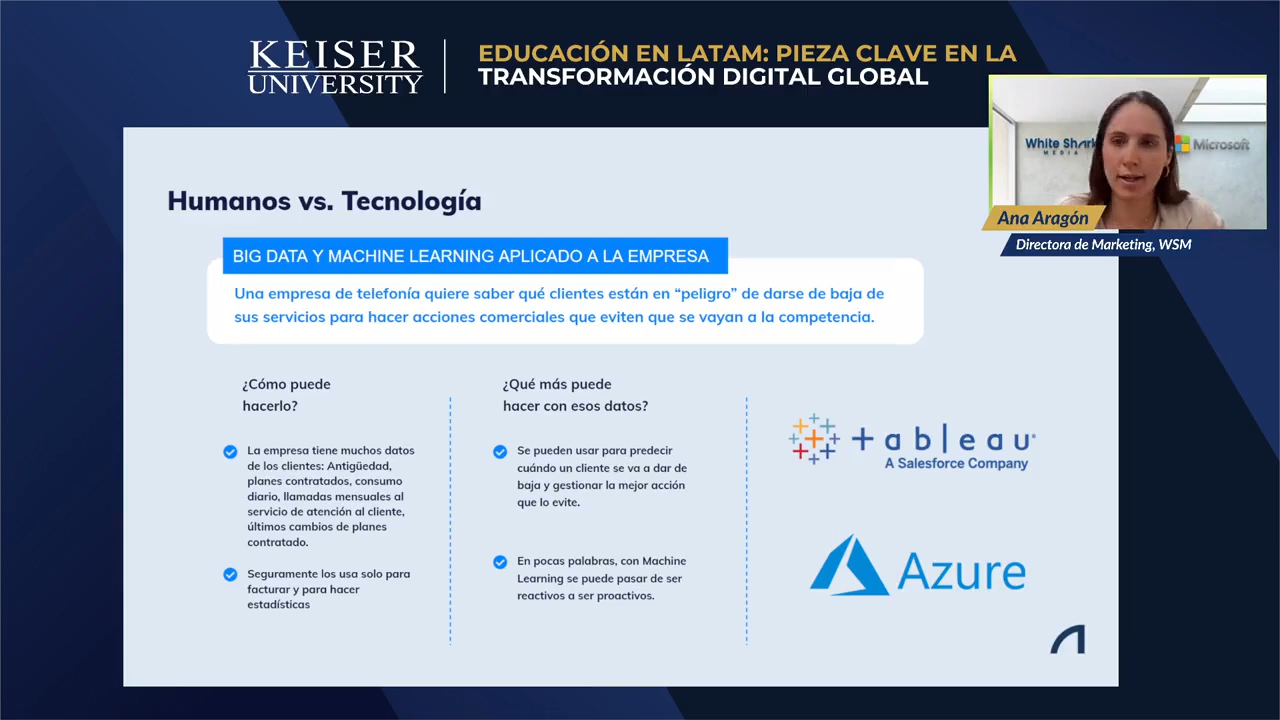 KEISER
UNIVERSITY
EDUCACIÓN EN LATAM: PIEZA CLAVE EN LA
TRANSFORMACIÓN DIGITAL GLOBAL
White Shark
MEDIA
Microsoft
Ana Aragón
Directora de Marketing, WSM
Humanos vs. Tecnología
BIG DATA Y MACHINE LEARNING APLICADO A LA EMPRESA
Una empresa de telefonía quiere saber qué clientes están en “peligro” de darse de baja de
sus servicios para hacer acciones comerciales que eviten que se vayan a la competencia.
¿Cómo puede
hacerlo?
La empresa tiene muchos datos
de los clientes: Antigüedad,
planes contratados, consumo
diario, llamadas mensuales al
servicio de atención al cliente,
últimos cambios de planes
contratado.
Seguramente los usa solo para
facturar y para hacer
estadísticas
¿Qué más puede
hacer con esos datos?
Se pueden usar para predecir
cuándo un cliente se va a dar de
baja y gestionar la mejor acción
que lo evite.
En pocas palabras, con Machine
Learning se puede pasar de ser
reactivos a ser proactivos.
+ a b l e a u®
A Salesforce Company
Azure